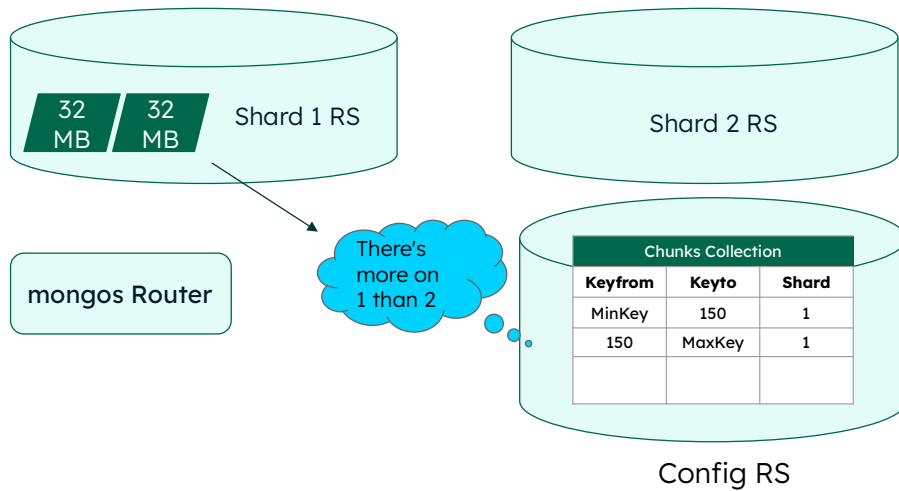 32
MB
32
MB
Shard 1 RS
Shard 2 RS
mongos Router
There's
more on
1 than 2
Chunks Collection
Keyfrom Keyto Shard
MinKey 150 1
150 MaxKey 1
Config RS